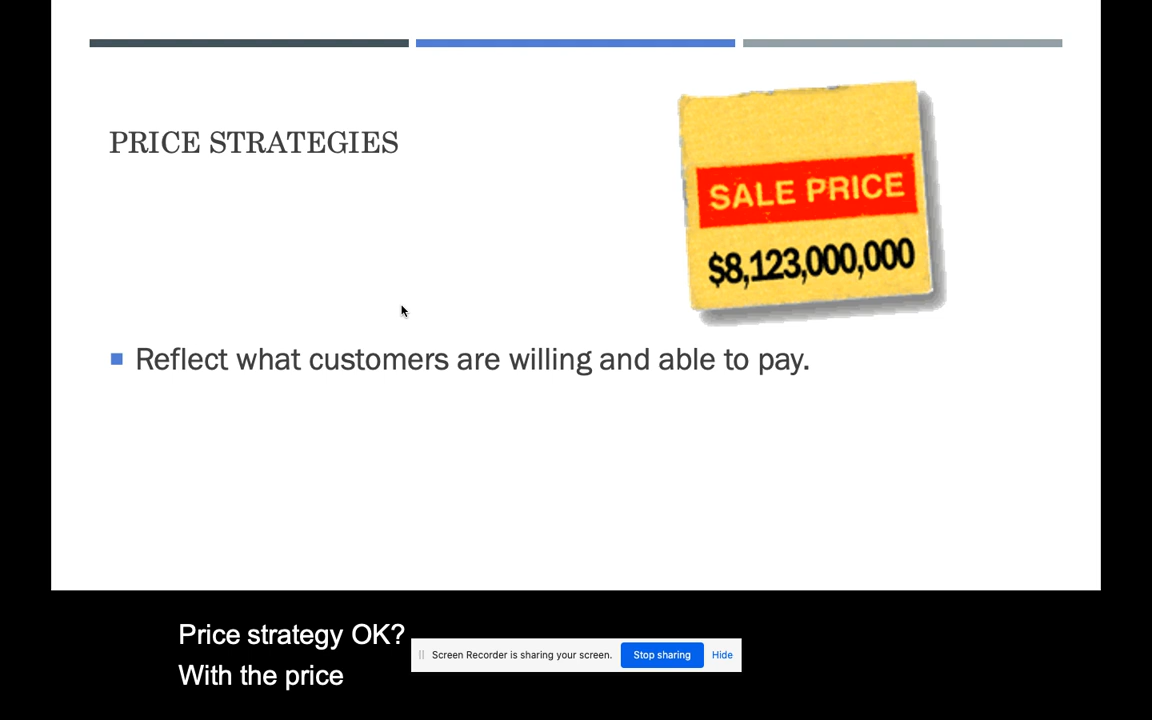 PRICE STRATEGIES
SALE PRICE
$8,123,000,000
Reflect what customers are willing and able to pay.
Price strategy OK?
With the price
Screen Recorder is sharing your screen. Stop sharing Hide